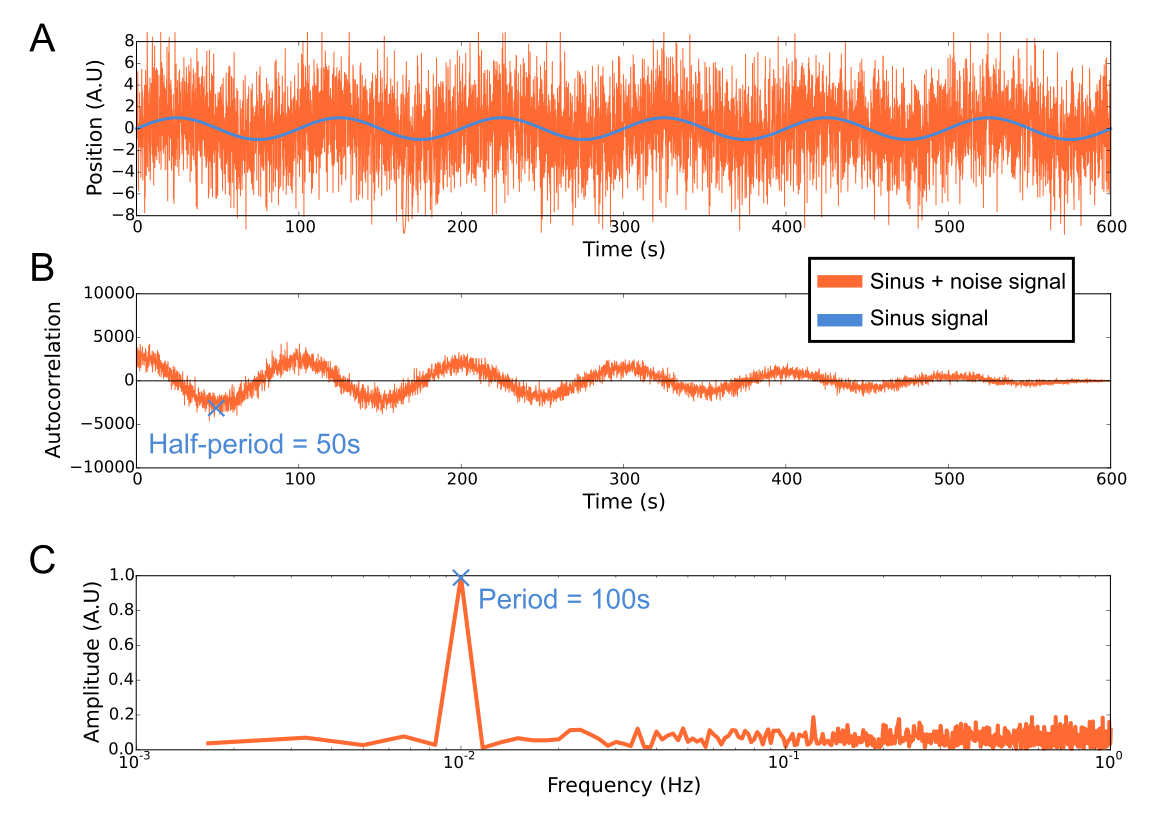 A
Position (A.U)
8
6
4
2
0
−2
−4
−6
−8
0 100 200 300 400 500 600
Time (s)
B
Sinus + noise signal
Sinus signal
Autocorrelation
10000
5000
0
−5000
−10000
Half-period = 50s
0 100 200 300 400 500 600
Time (s)
C
Amplitude (A.U)
1.0
0.8
0.6
0.4
0.2
0.0
Period = 100s
10⁻³ 10⁻² 10⁻¹ 10⁰
Frequency (Hz)